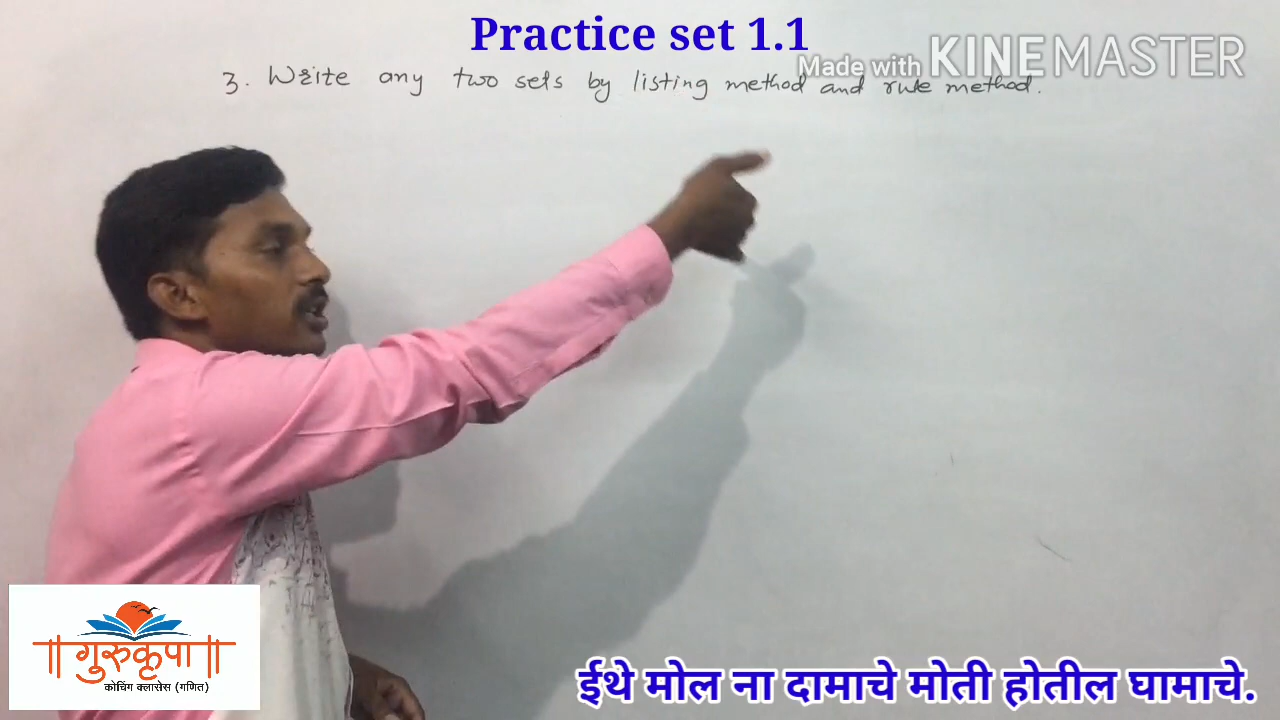 Practice set 1.1
Made with KINEMASTER
3. Write any two sets by listing method and rule method.
|| गुरुकृपा ||
कोचिंग क्लासेस (गणित)
ईथे मोल ना दामाचे मोती होतील घामाचे.